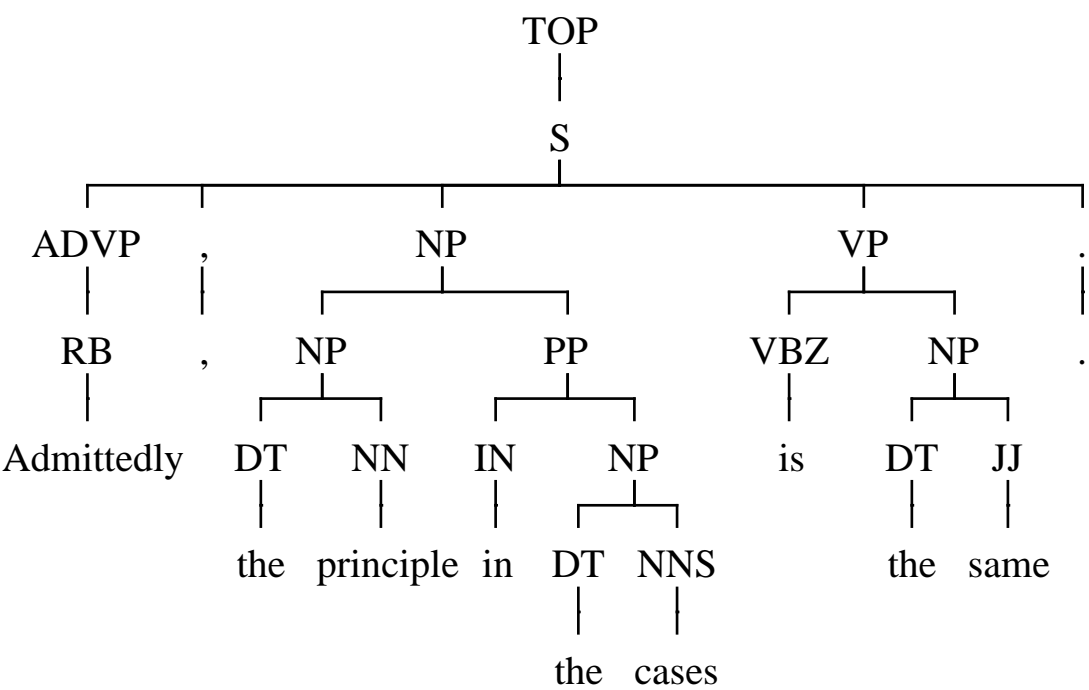 TOP
S
ADVP , NP VP .
RB , NP PP VBZ NP .
Admittedly DT NN IN NP is DT JJ
the principle in DT NNS the same
the cases